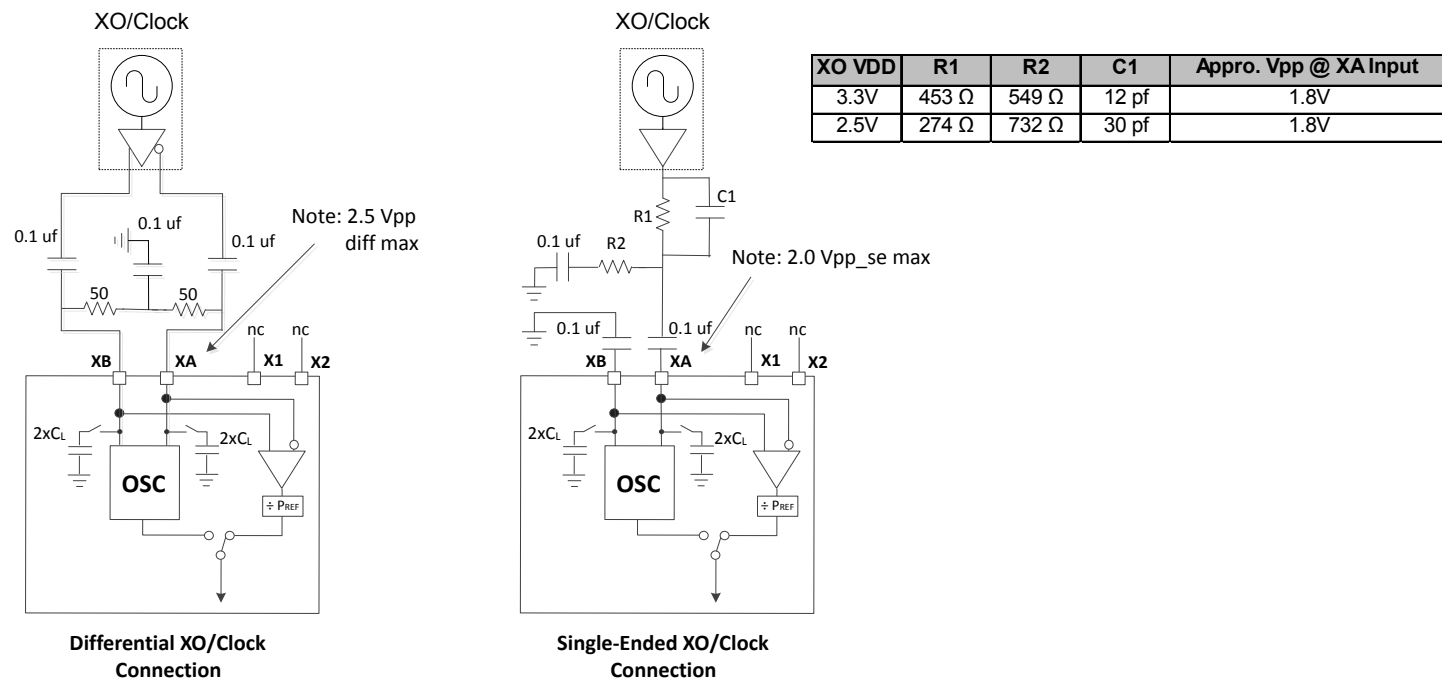 XO/Clock
0.1 uf
0.1 uf
0.1 uf
50
50
Note: 2.5 Vpp
diff max
nc
nc
XB
XA
X1
X2
2xCL
2xCL
OSC
÷ PREF
Differential XO/Clock
Connection
XO/Clock
C1
R1
0.1 uf
R2
Note: 2.0 Vpp_se max
0.1 uf
0.1 uf
nc
nc
XB
XA
X1
X2
2xCL
2xCL
OSC
÷ PREF
Single-Ended XO/Clock
Connection
XO VDD R1 R2 C1 Appro. Vpp @ XA Input
3.3V 453 Ω 549 Ω 12 pf 1.8V
2.5V 274 Ω 732 Ω 30 pf 1.8V